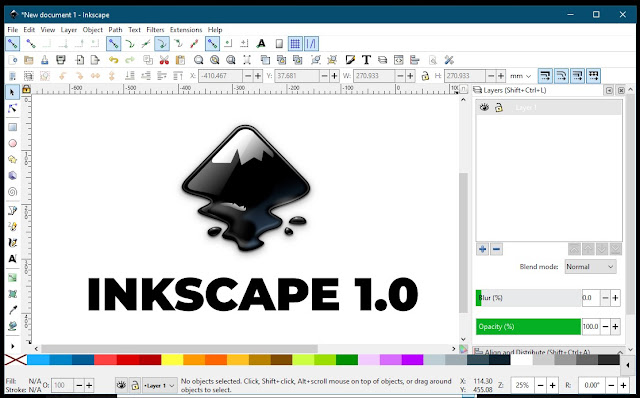 *New document 1 - Inkscape
File Edit View Layer Object Path Text Filters Extensions Help
X: -410.467 Y: 37.681 W: 270.933 H: 270.933 mm
Layers (Shift+Ctrl+L)
Layer 1
INKSCAPE 1.0
Blend mode: Normal
Blur (%) 0.0
Opacity (%) 100.0
Align and Distribute (Shift+Ctrl+A)
Fill: N/A
Stroke: N/A
O: 100
•Layer 1
No objects selected. Click, Shift+click, Alt+scroll mouse on top of objects, or drag around
objects to select.
X: 114.30
Y: 455.08
Z: 25%
R: 0.00°